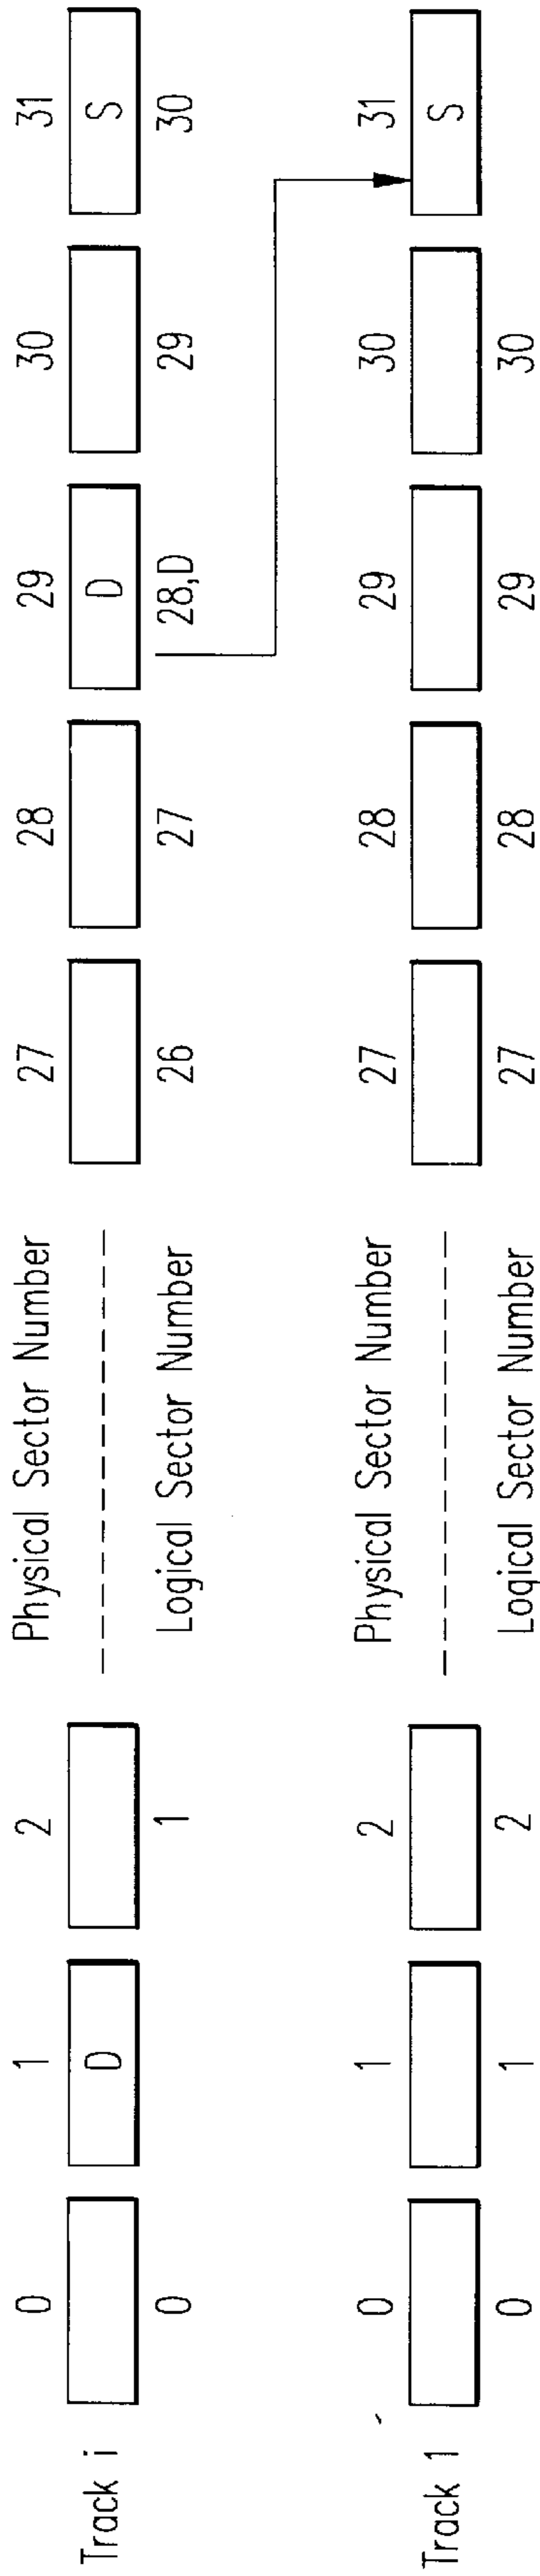 0 1 2 Physical Sector Number 27 28 29 30 31
Track i D D S
0 1 Logical Sector Number 26 27 28,D 29 30
0 1 2 Physical Sector Number 27 28 29 30 31
Track 1 S
0 1 2 Logical Sector Number 27 28 29 30